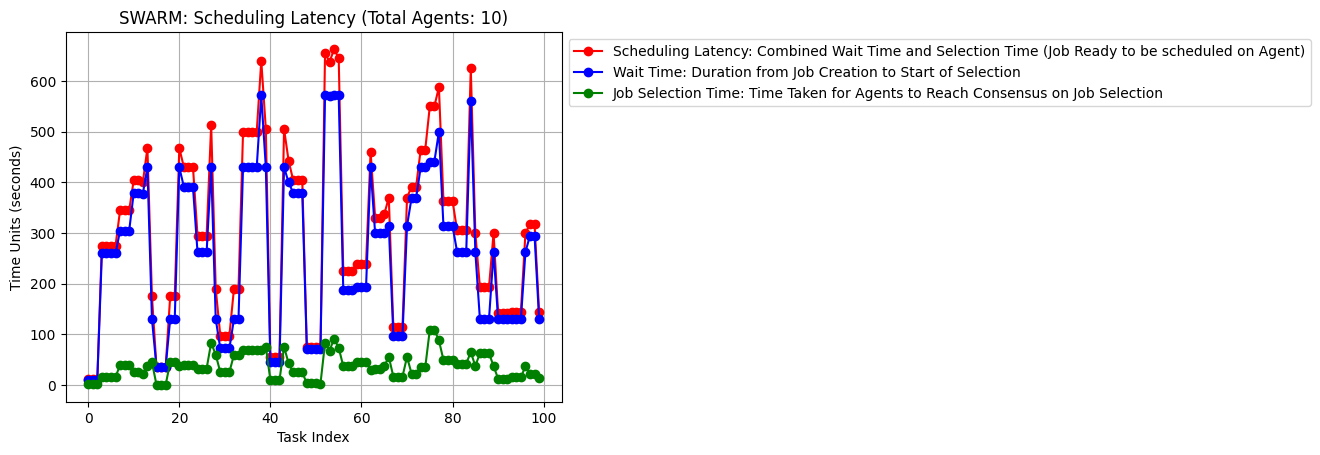 SWARM: Scheduling Latency (Total Agents: 10)
Scheduling Latency: Combined Wait Time and Selection Time (Job Ready to be scheduled on Agent)
Wait Time: Duration from Job Creation to Start of Selection
Job Selection Time: Time Taken for Agents to Reach Consensus on Job Selection
Time Units (seconds)
600
500
400
300
200
100
0
0 20 40 60 80 100
Task Index